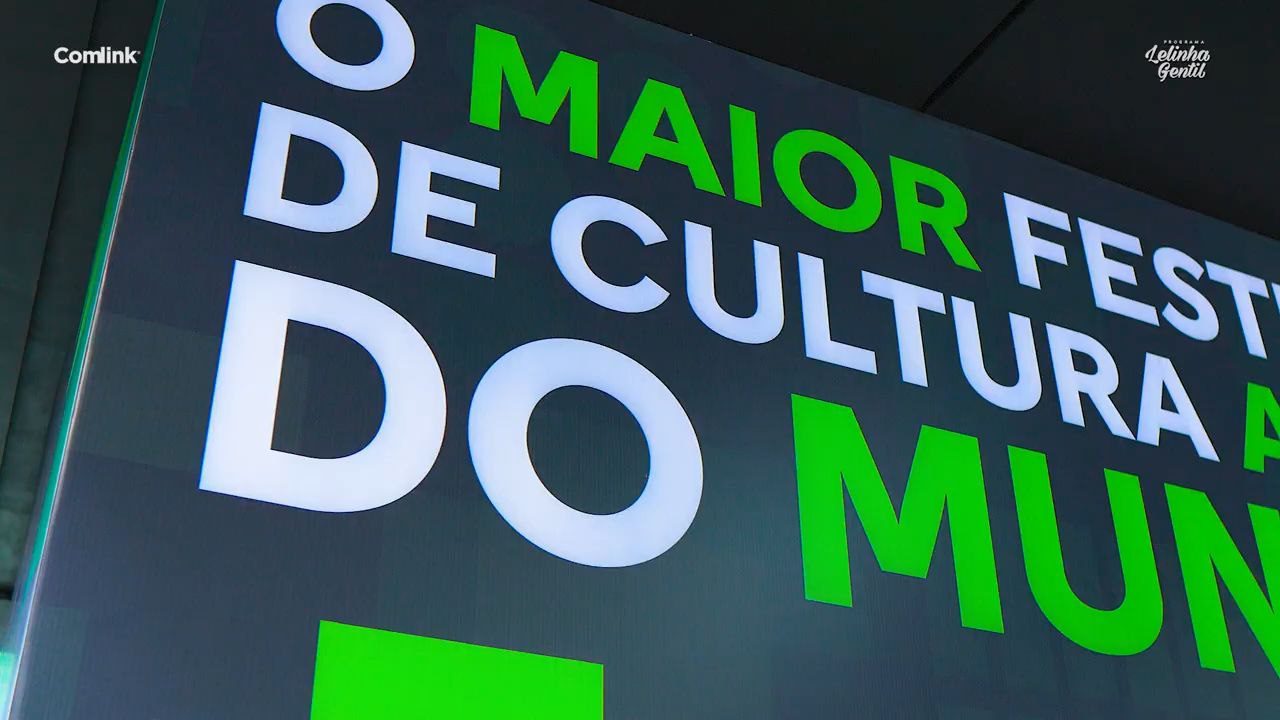 Comlink
PROGRAMA
Lelinha
Gentil
O MAIOR
DE CULTURA
DO